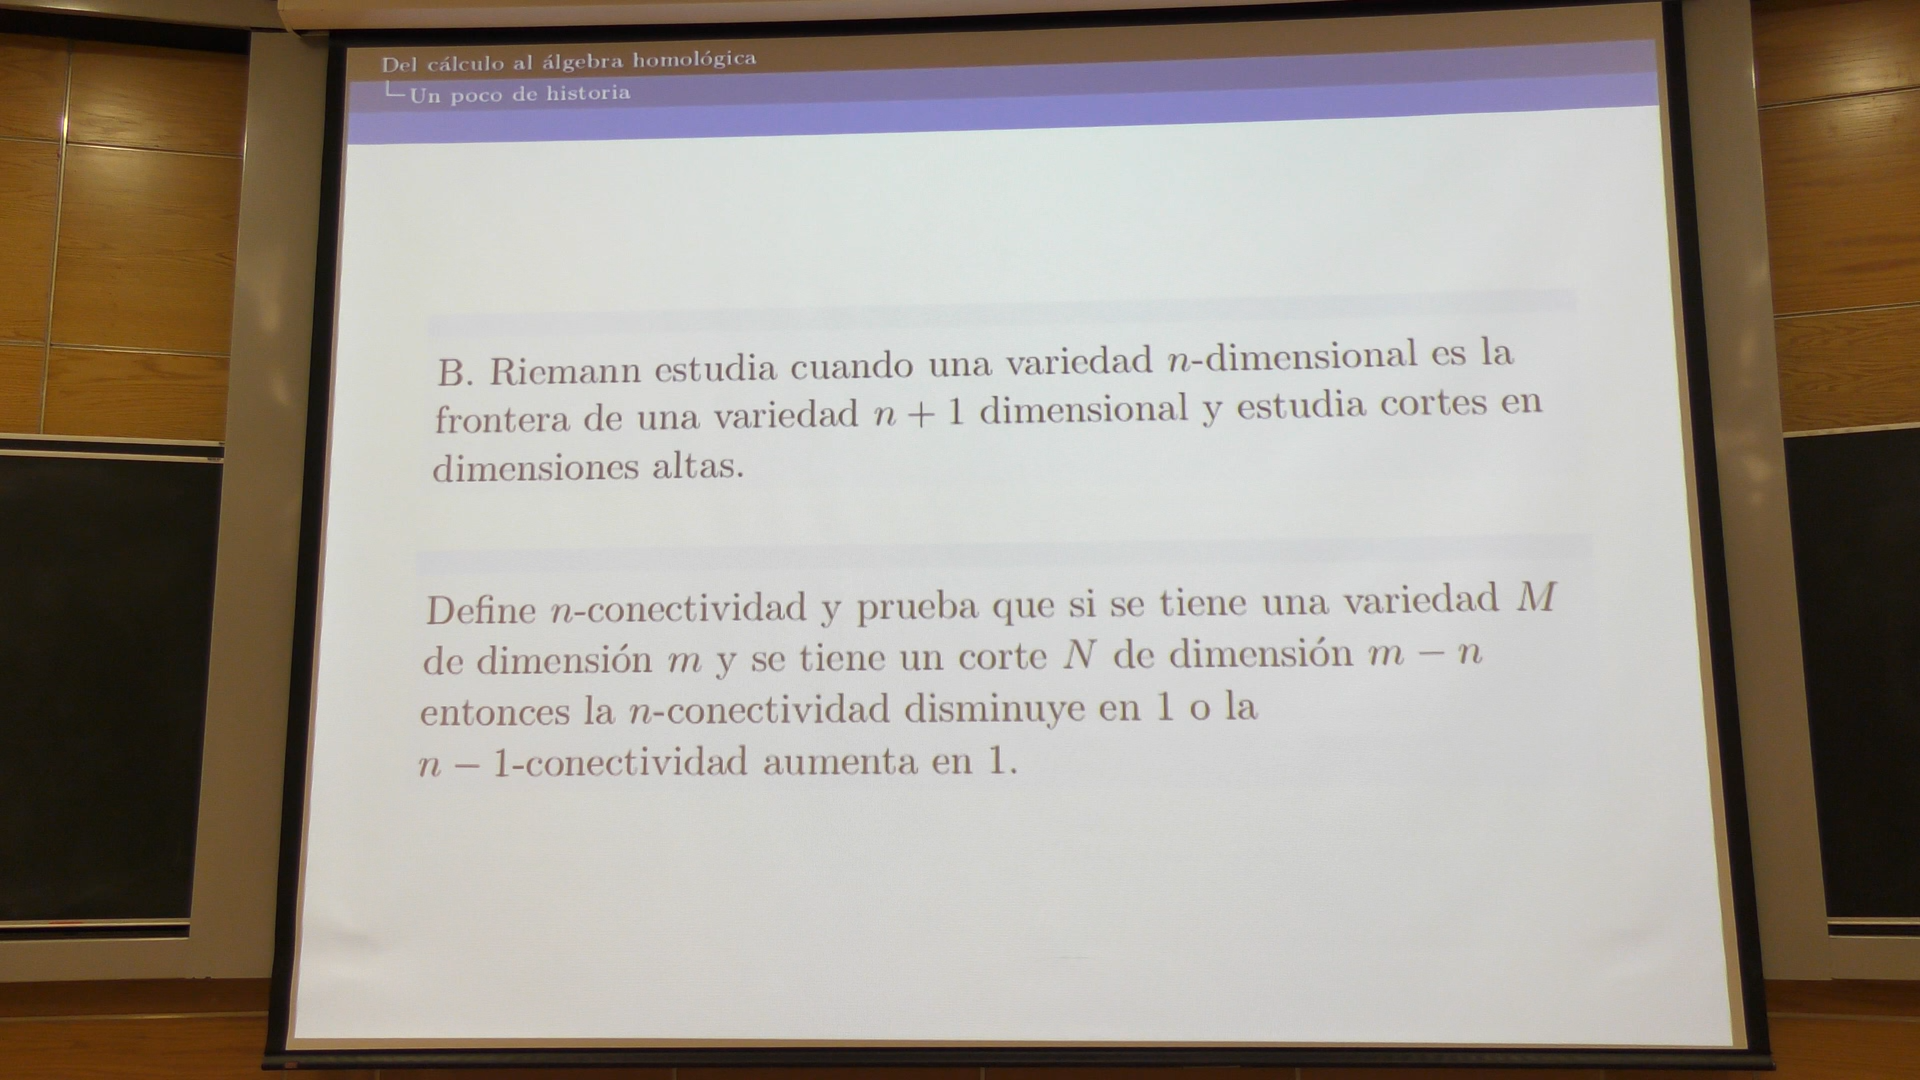 Del cálculo al álgebra homológica
Un poco de historia
B. Riemann estudia cuando una variedad n-dimensional es la
frontera de una variedad n + 1 dimensional y estudia cortes en
dimensiones altas.
Define n-conectividad y prueba que si se tiene una variedad M
de dimensión m y se tiene un corte N de dimensión m − n
entonces la n-conectividad disminuye en 1 o la
n − 1-conectividad aumenta en 1.